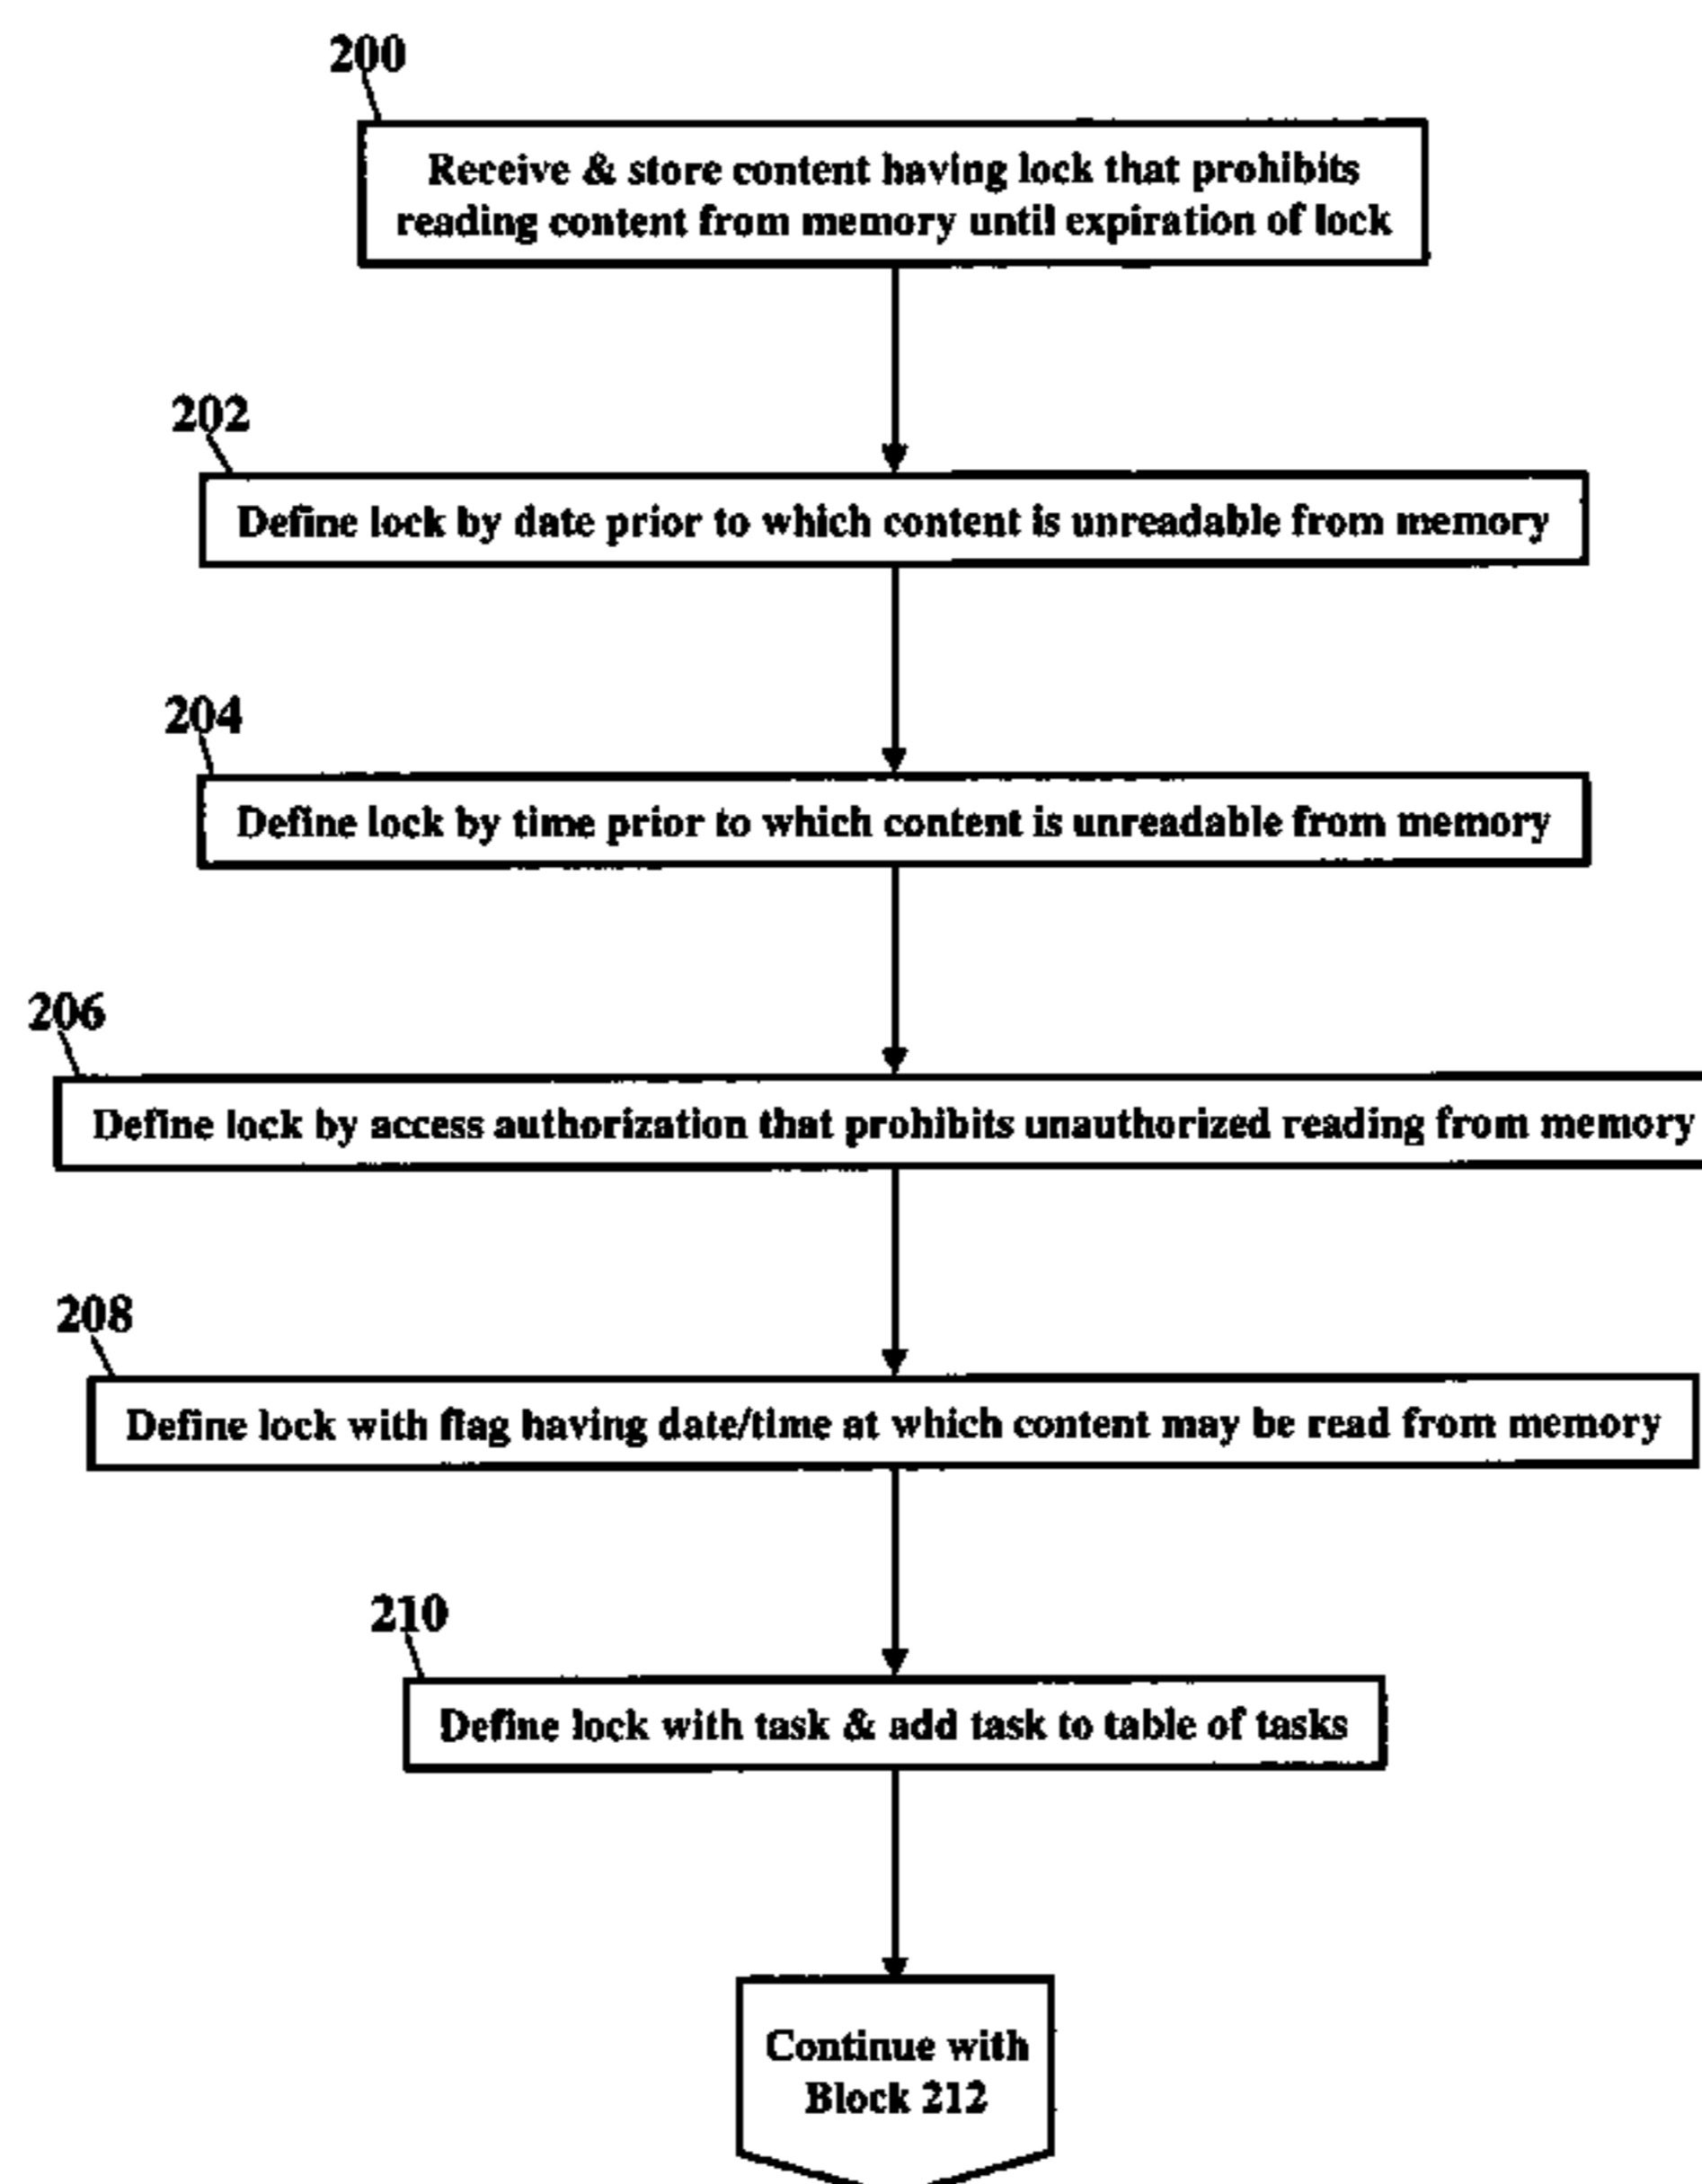 200
Receive & store content having lock that prohibits
reading content from memory until expiration of lock
202
Define lock by date prior to which content is unreadable from memory
204
Define lock by time prior to which content is unreadable from memory
206
Define lock by access authorization that prohibits unauthorized reading from memory
208
Define lock with flag having date/time at which content may be read from memory
210
Define lock with task & add task to table of tasks
Continue with
Block 212